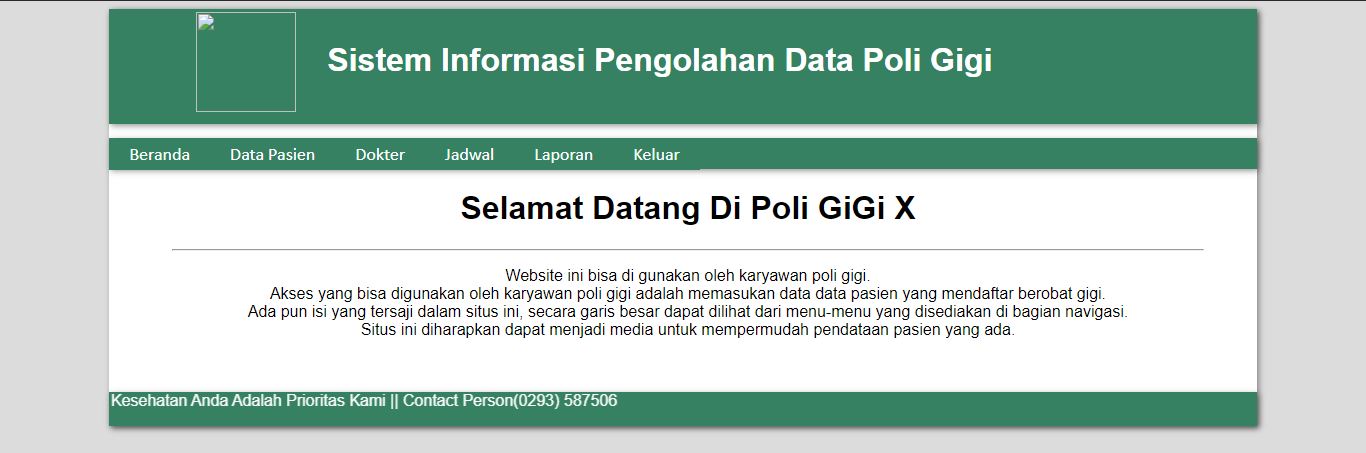 Sistem Informasi Pengolahan Data Poli Gigi
Beranda Data Pasien Dokter Jadwal Laporan Keluar
Selamat Datang Di Poli GiGi X
Website ini bisa di gunakan oleh karyawan poli gigi.
Akses yang bisa digunakan oleh karyawan poli gigi adalah memasukan data data pasien yang mendaftar berobat gigi.
Ada pun isi yang tersaji dalam situs ini, secara garis besar dapat dilihat dari menu-menu yang disediakan di bagian navigasi.
Situs ini diharapkan dapat menjadi media untuk mempermudah pendataan pasien yang ada.
Kesehatan Anda Adalah Prioritas Kami || Contact Person(0293) 587506